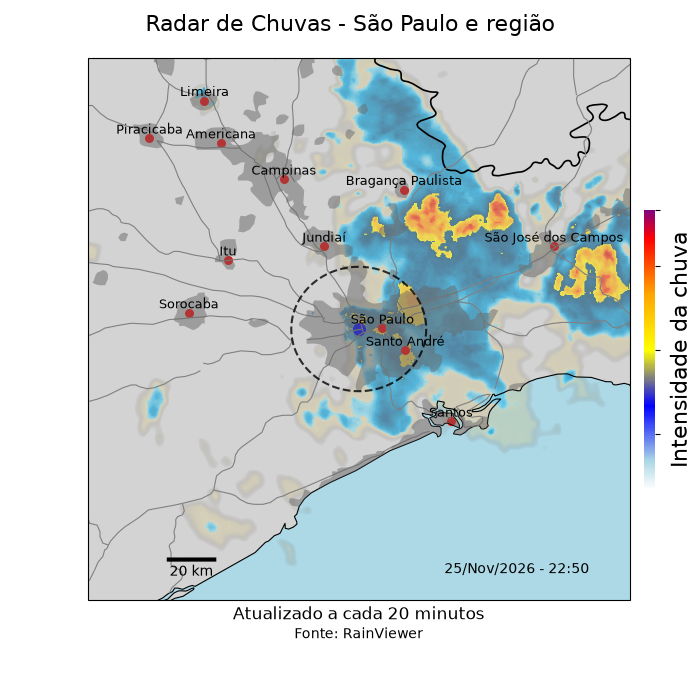 Radar de Chuvas - São Paulo e região
Limeira
Piracicaba
Americana
Campinas
Bragança Paulista
Jundiaí
São José dos Campos
Itu
Sorocaba
São Paulo
Santo André
Santos
Intensidade da chuva
20 km
25/Nov/2026 - 22:50
Atualizado a cada 20 minutos
Fonte: RainViewer